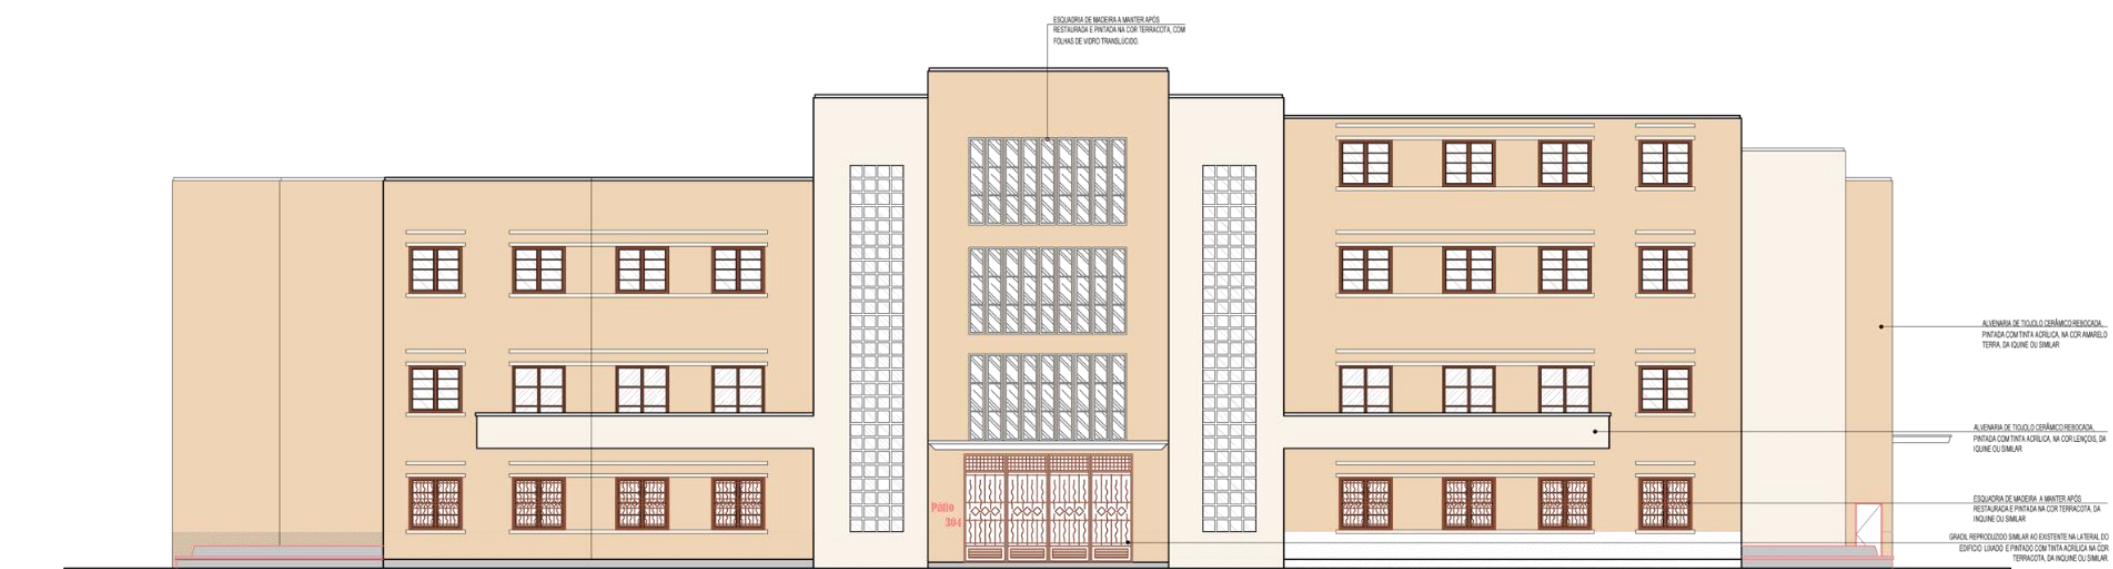 ESQUADRIA DE MADEIRA A MANTER APÓS
RESTAURADA E PINTADA NA COR TERRACOTA, COM
FOLHAS DE VIDRO TRANSLÚCIDO.
ALVENARIA DE TIOJOLO CERÂMICO REBOCADA,
PINTADA COM TINTA ACRÍLICA, NA COR AMARELO
TERRA, DA IQUINE OU SIMILAR
ALVENARIA DE TIOJOLO CERÂMICO REBOCADA,
PINTADA COM TINTA ACRÍLICA, NA COR LENÇOIS, DA
IQUINE OU SIMILAR
ESQUADRIA DE MADEIRA A MANTER APÓS
RESTAURADA E PINTADA NA COR TERRACOTA, DA
INQUINE OU SIMILAR
Pátio
304
GRADIL REPRODUZIDO SIMILAR AO EXISTENTE NA LATERAL DO
EDIFICIO LIXADO E PINTADO COM TINTA ACRÍLICA NA COR
TERRACOTA, DA INQUINE OU SIMILAR.